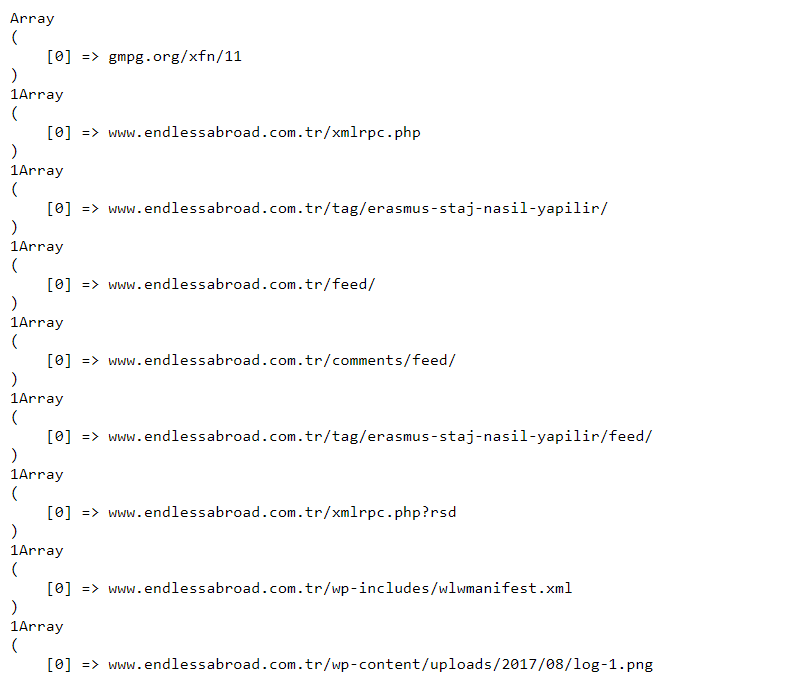 Array
(
    [0] => gmpg.org/xfn/11
)
1Array
(
    [0] => www.endlessabroad.com.tr/xmlrpc.php
)
1Array
(
    [0] => www.endlessabroad.com.tr/tag/erasmus-staj-nasil-yapilir/
)
1Array
(
    [0] => www.endlessabroad.com.tr/feed/
)
1Array
(
    [0] => www.endlessabroad.com.tr/comments/feed/
)
1Array
(
    [0] => www.endlessabroad.com.tr/tag/erasmus-staj-nasil-yapilir/feed/
)
1Array
(
    [0] => www.endlessabroad.com.tr/xmlrpc.php?rsd
)
1Array
(
    [0] => www.endlessabroad.com.tr/wp-includes/wlwmanifest.xml
)
1Array
(
    [0] => www.endlessabroad.com.tr/wp-content/uploads/2017/08/log-1.png